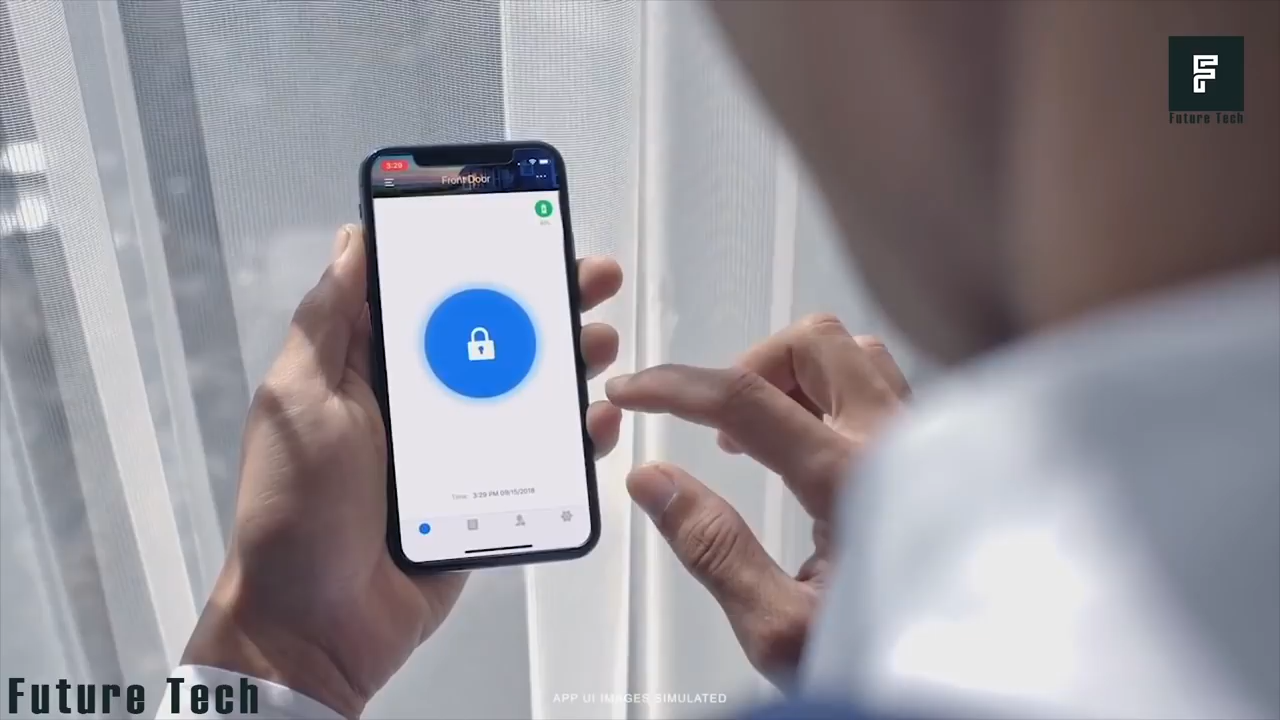 F
Future Tech
3:29
Front Door
Time: 3:29 PM 09/15/2018
Future Tech
APP UI IMAGES SIMULATED